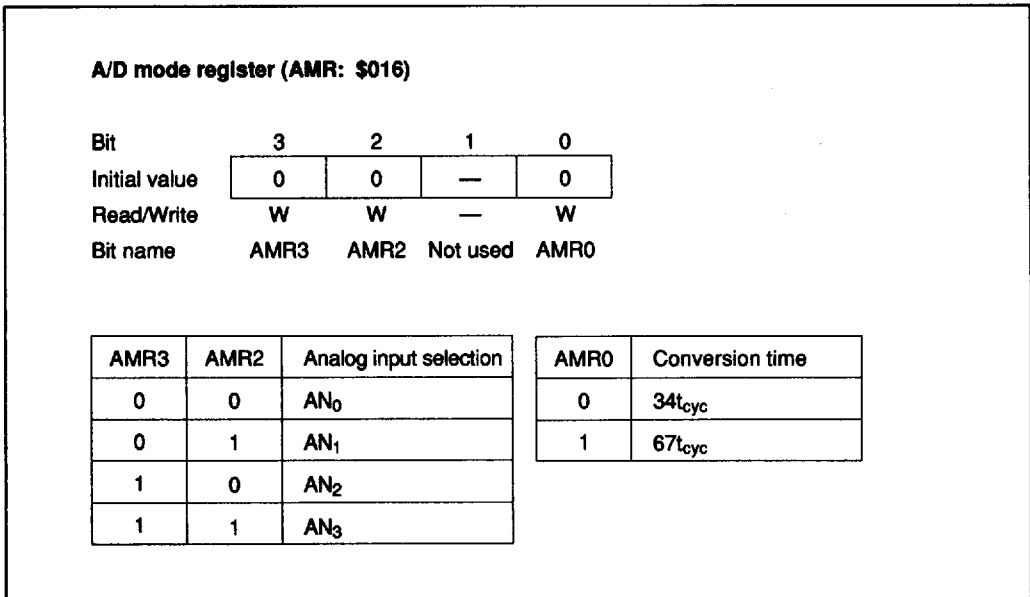 A/D mode register (AMR: $016)
Bit 3 2 1 0
Initial value 0 0 — 0
Read/Write W W — W
Bit name AMR3 AMR2 Not used AMR0
AMR3 AMR2 Analog input selection
0 0 AN0
0 1 AN1
1 0 AN2
1 1 AN3
AMR0 Conversion time
0 34tcyc
1 67tcyc